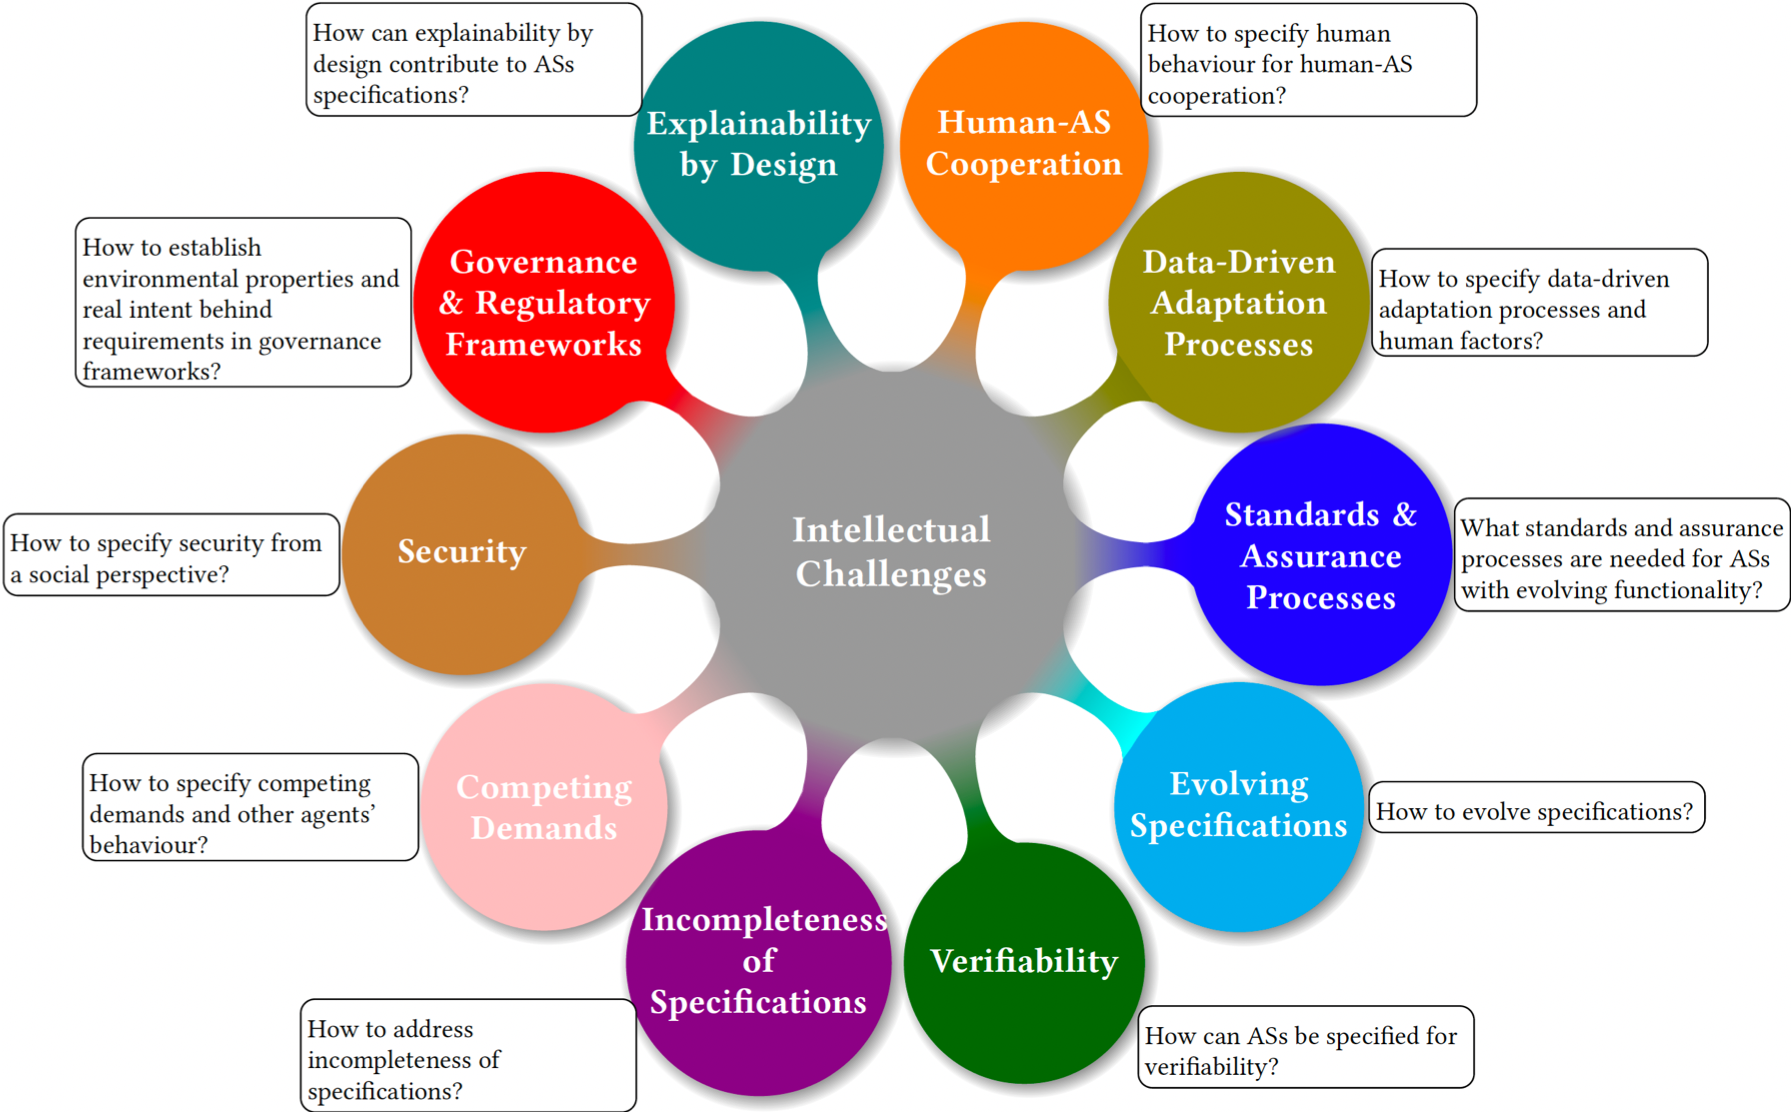 How can explainability by
design contribute to ASs
specifications?
Explainability
by Design
Human-AS
Cooperation
How to specify human
behaviour for human-AS
cooperation?
How to establish
environmental properties and
real intent behind
requirements in governance
frameworks?
Governance
& Regulatory
Frameworks
Data-Driven
Adaptation
Processes
How to specify data-driven
adaptation processes and
human factors?
How to specify security from
a social perspective?
Security
Intellectual
Challenges
Standards &
Assurance
Processes
What standards and assurance
processes are needed for ASs
with evolving functionality?
How to specify competing
demands and other agents’
behaviour?
Competing
Demands
Evolving
Specifications
How to evolve specifications?
How to address
incompleteness of
specifications?
Incompleteness
of
Specifications
Verifiability
How can ASs be specified for
verifiability?